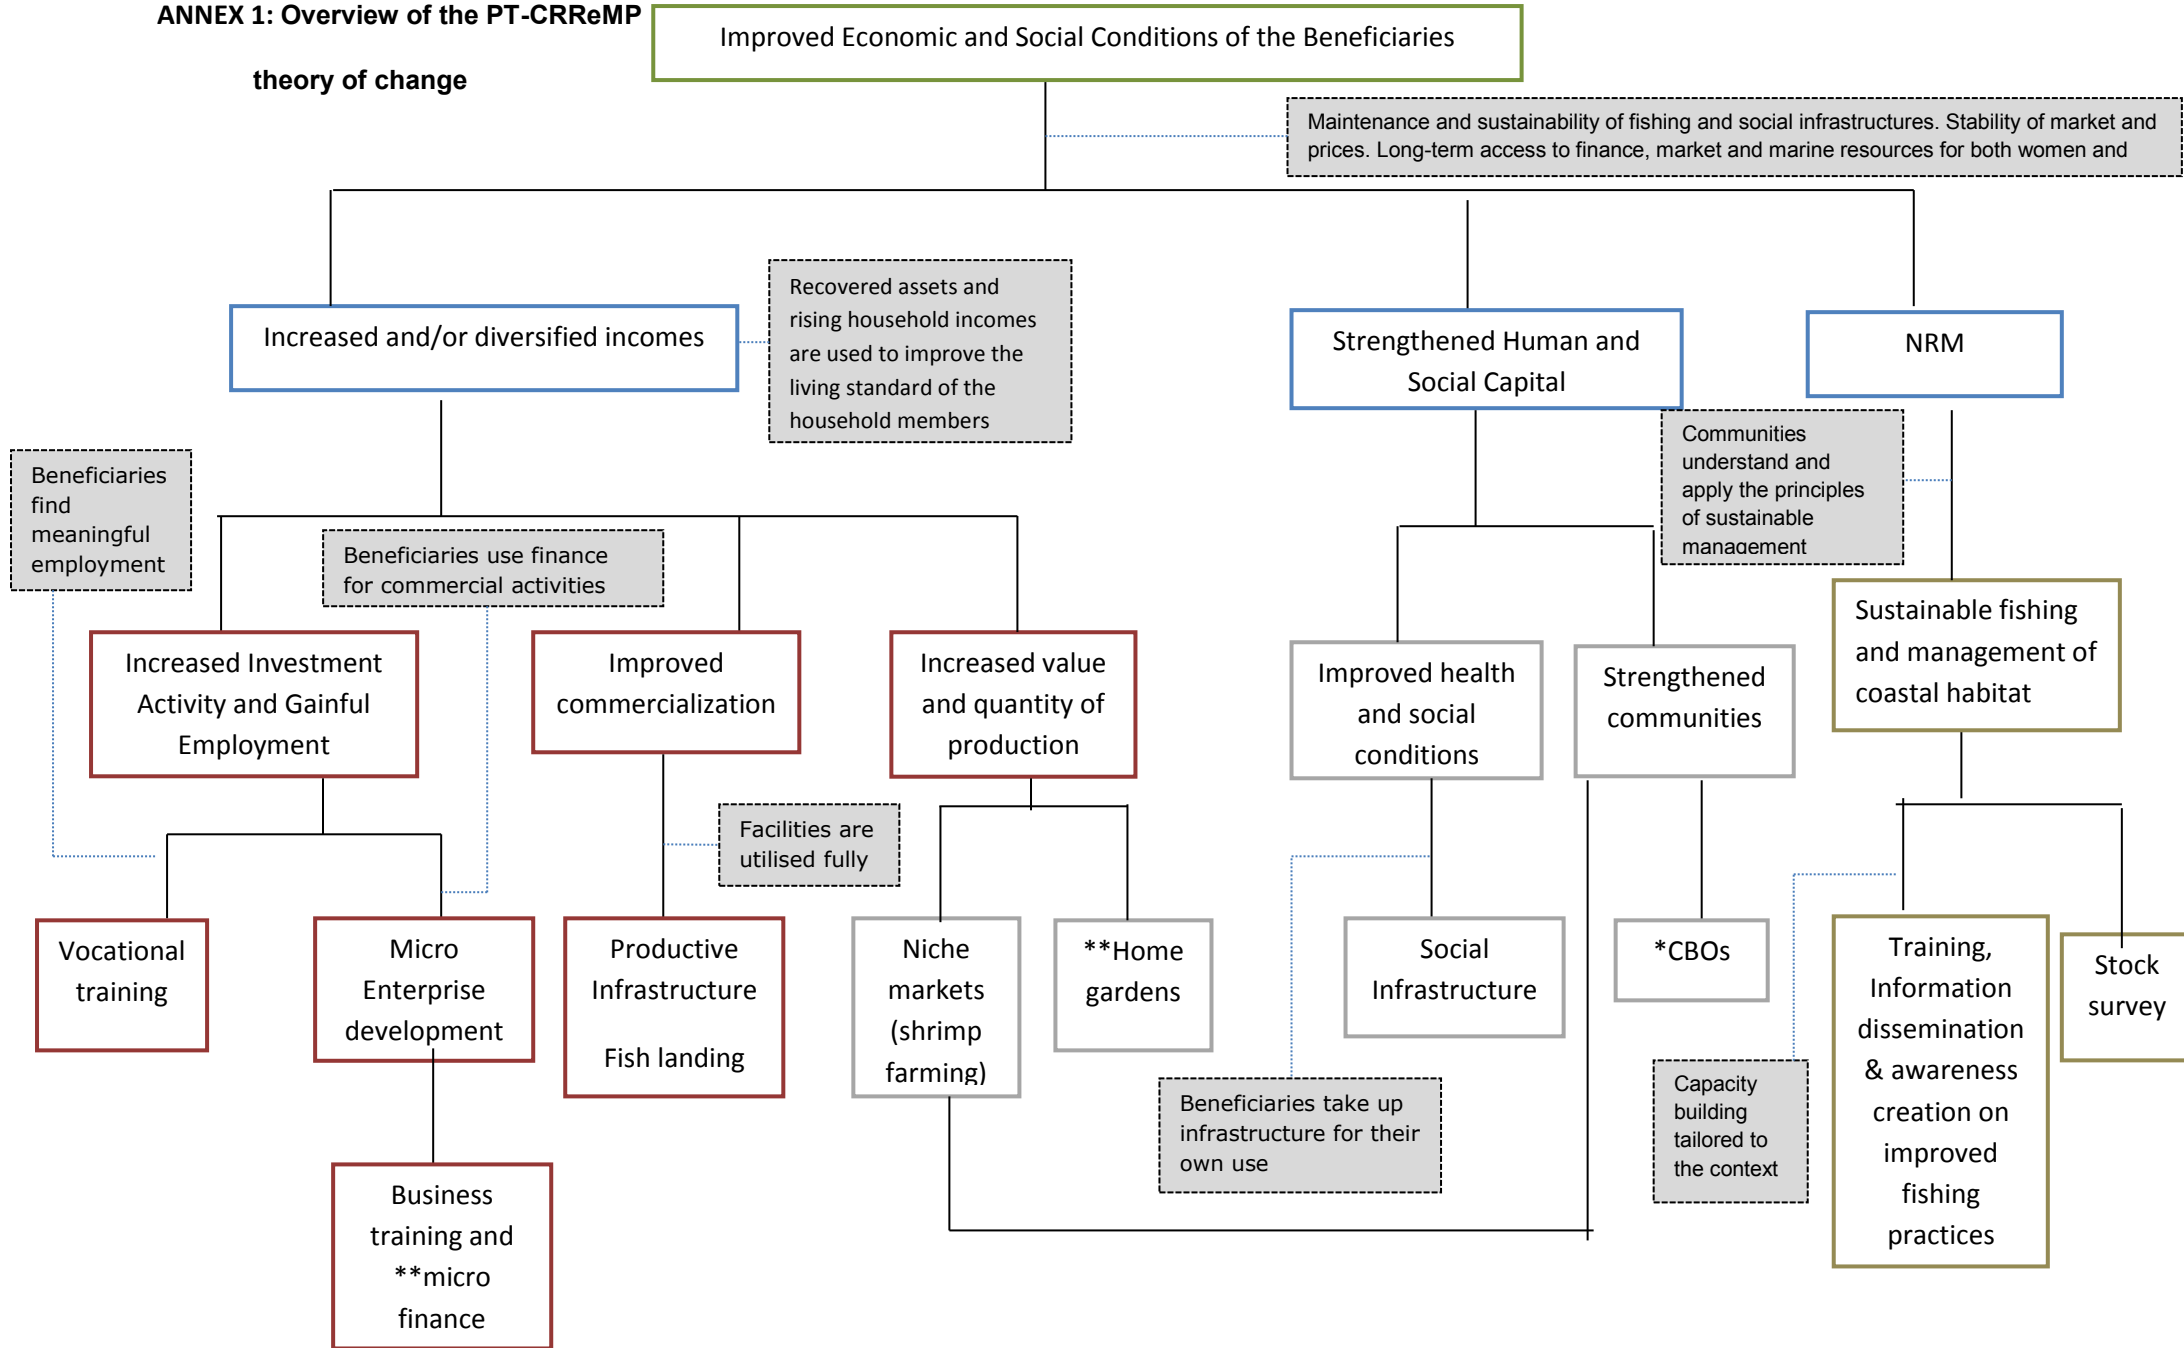 ANNEX 1: Overview of the PT-CRReMP
theory of change
Improved Economic and Social Conditions of the Beneficiaries
Maintenance and sustainability of fishing and social infrastructures. Stability of market and
prices. Long-term access to finance, market and marine resources for both women and
Increased and/or diversified incomes
Recovered assets and
rising household incomes
are used to improve the
living standard of the
household members
Strengthened Human and
Social Capital
NRM
Communities
understand and
apply the principles
of sustainable
management
Beneficiaries
find
meaningful
employment
Beneficiaries use finance
for commercial activities
Increased Investment
Activity and Gainful
Employment
Improved
commercialization
Increased value
and quantity of
production
Improved health
and social
conditions
Strengthened
communities
Sustainable fishing
and management of
coastal habitat
Facilities are
utilised fully
Vocational
training
Micro
Enterprise
development
Productive
Infrastructure
Fish landing
Niche
markets
(shrimp
farming)
**Home
gardens
Social
Infrastructure
*CBOs
Training,
Information
dissemination
& awareness
creation on
improved
fishing
practices
Stock
survey
Beneficiaries take up
infrastructure for their
own use
Capacity
building
tailored to
the context
Business
training and
**micro
finance